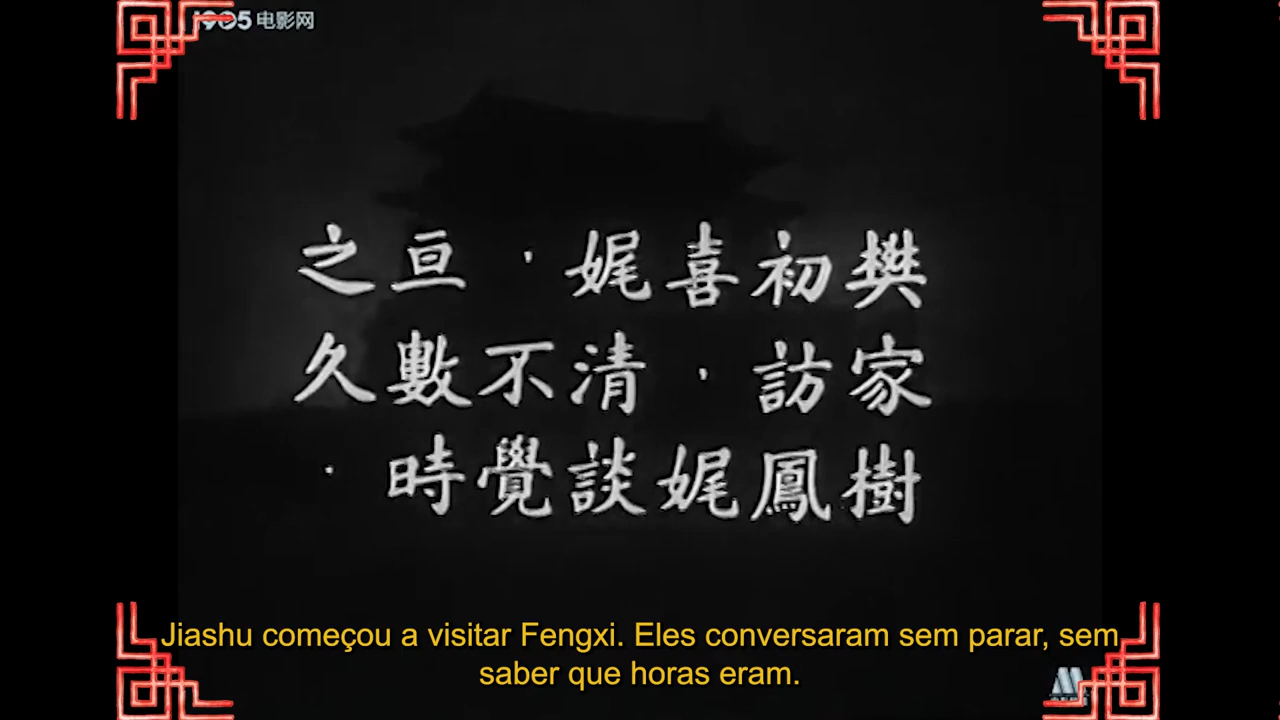 1905电影网
樊家樹
初訪鳳
喜，娓
娓清談
，不覺
亘數時
之久。
Jiashu começou a visitar Fengxi. Eles conversaram sem parar, sem
saber que horas eram.